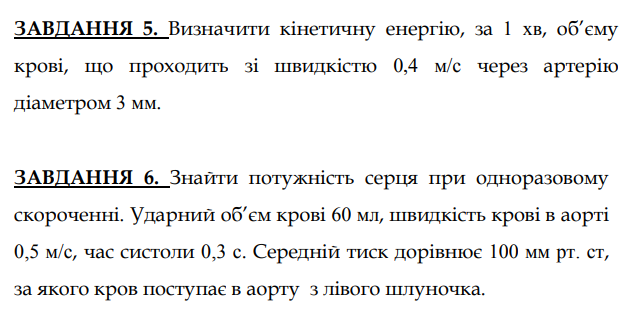 ЗАВДАННЯ 5. Визначити кінетичну енергію, за 1 хв, об’єму
крові, що проходить зі швидкістю 0,4 м/с через артерію
діаметром 3 мм.
ЗАВДАННЯ 6. Знайти потужність серця при одноразовому
скороченні. Ударний об’єм крові 60 мл, швидкість крові в аорті
0,5 м/с, час систоли 0,3 с. Середній тиск дорівнює 100 мм рт. ст,
за якого кров поступає в аорту з лівого шлуночка.